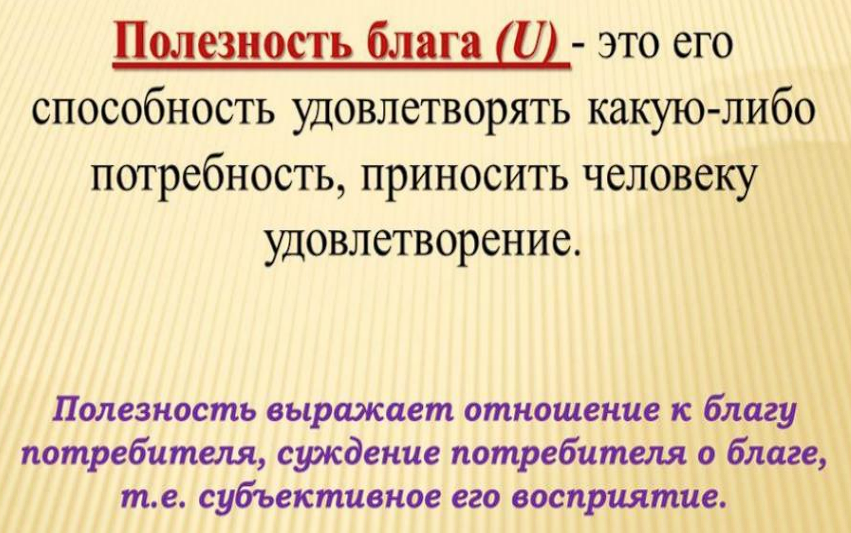 Полезность блага (U) - это его
способность удовлетворять какую-либо
потребность, приносить человеку
удовлетворение.
Полезность выражает отношение к благу
потребителя, суждение потребителя о благе,
т.е. субъективное его восприятие.